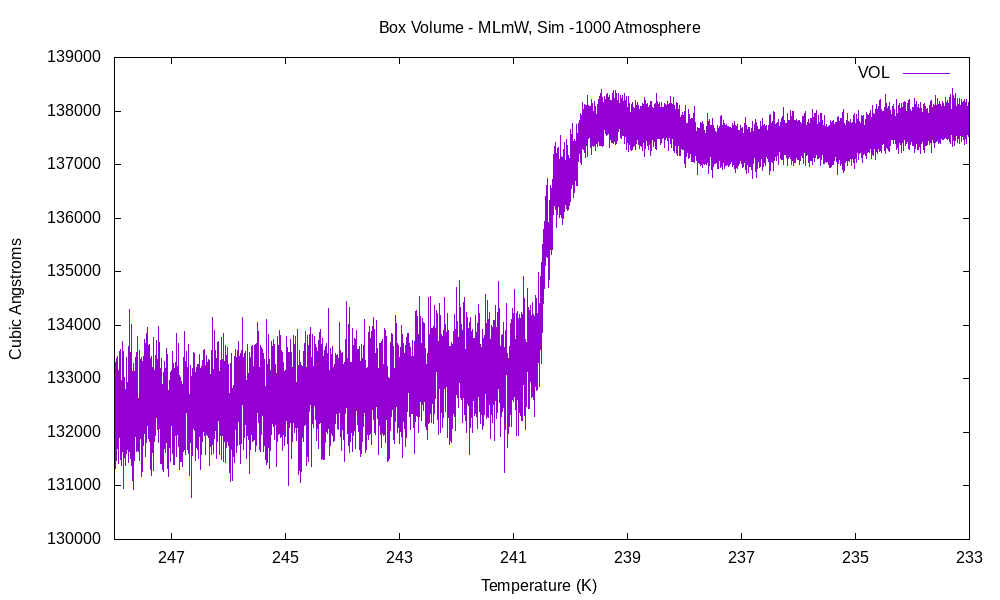 Box Volume - MLmW, Sim -1000 Atmosphere
VOL
139000
138000
137000
136000
135000
134000
133000
132000
131000
130000
Cubic Angstroms
247 245 243 241 239 237 235 233
Temperature (K)